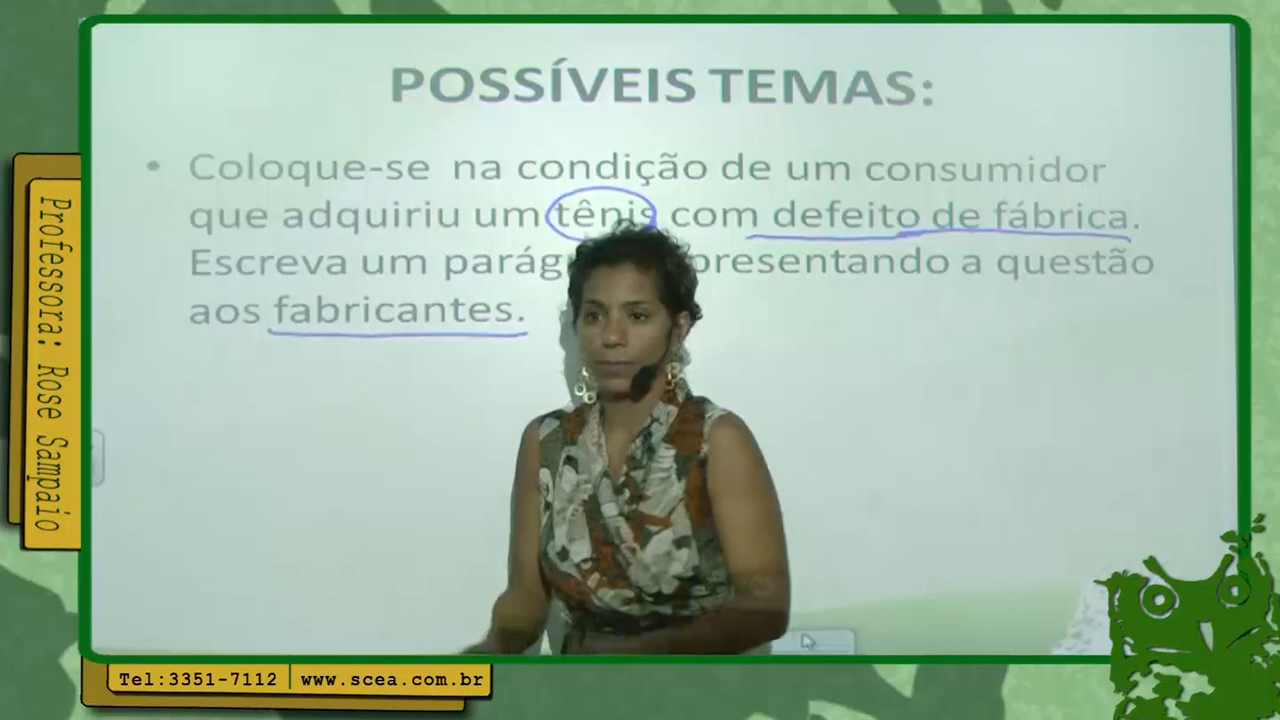 POSSÍVEIS TEMAS:
• Coloque-se na condição de um consumidor
que adquiriu um tênis com defeito de fábrica.
Escreva um parág presentando a questão
aos fabricantes.
Professora: Rose Sampaio
Tel:3351-7112 | www.scea.com.br